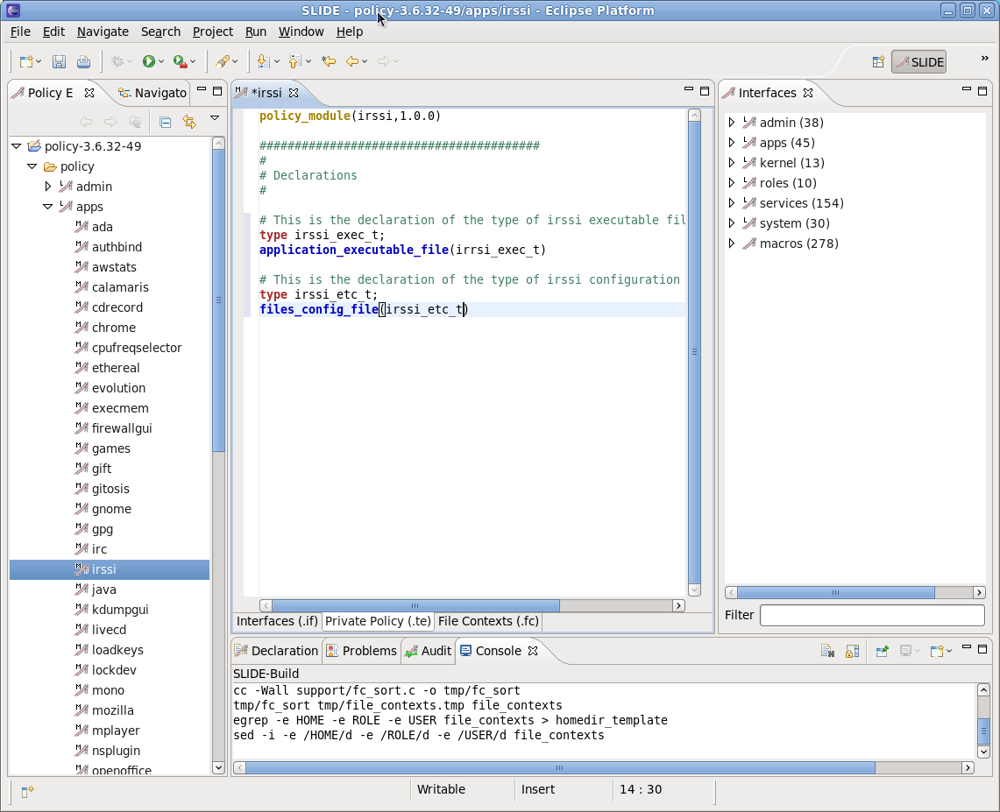 SLIDE - policy-3.6.32-49/apps/irssi - Eclipse Platform
File Edit Navigate Search Project Run Window Help
SLIDE
Policy E
Navigato
policy-3.6.32-49
policy
admin
apps
ada
authbind
awstats
calamaris
cdrecord
chrome
cpufreqselector
ethereal
evolution
execmem
firewallgui
games
gift
gitosis
gnome
gpg
irc
irssi
java
kdumpgui
livecd
loadkeys
lockdev
mono
mozilla
mplayer
nsplugin
openoffice
*irssi
policy_module(irssi,1.0.0)
########################################
#
# Declarations
#
# This is the declaration of the type of irssi executable fil
type irssi_exec_t;
application_executable_file(irrsi_exec_t)
# This is the declaration of the type of irssi configuration
type irssi_etc_t;
files_config_file(irssi_etc_t)
Interfaces (.if) Private Policy (.te) File Contexts (.fc)
Interfaces
admin (38)
apps (45)
kernel (13)
roles (10)
services (154)
system (30)
macros (278)
Filter
Declaration Problems Audit Console
SLIDE-Build
cc -Wall support/fc_sort.c -o tmp/fc_sort
tmp/fc_sort tmp/file_contexts.tmp file_contexts
egrep -e HOME -e ROLE -e USER file_contexts > homedir_template
sed -i -e /HOME/d -e /ROLE/d -e /USER/d file_contexts
Writable Insert 14 : 30